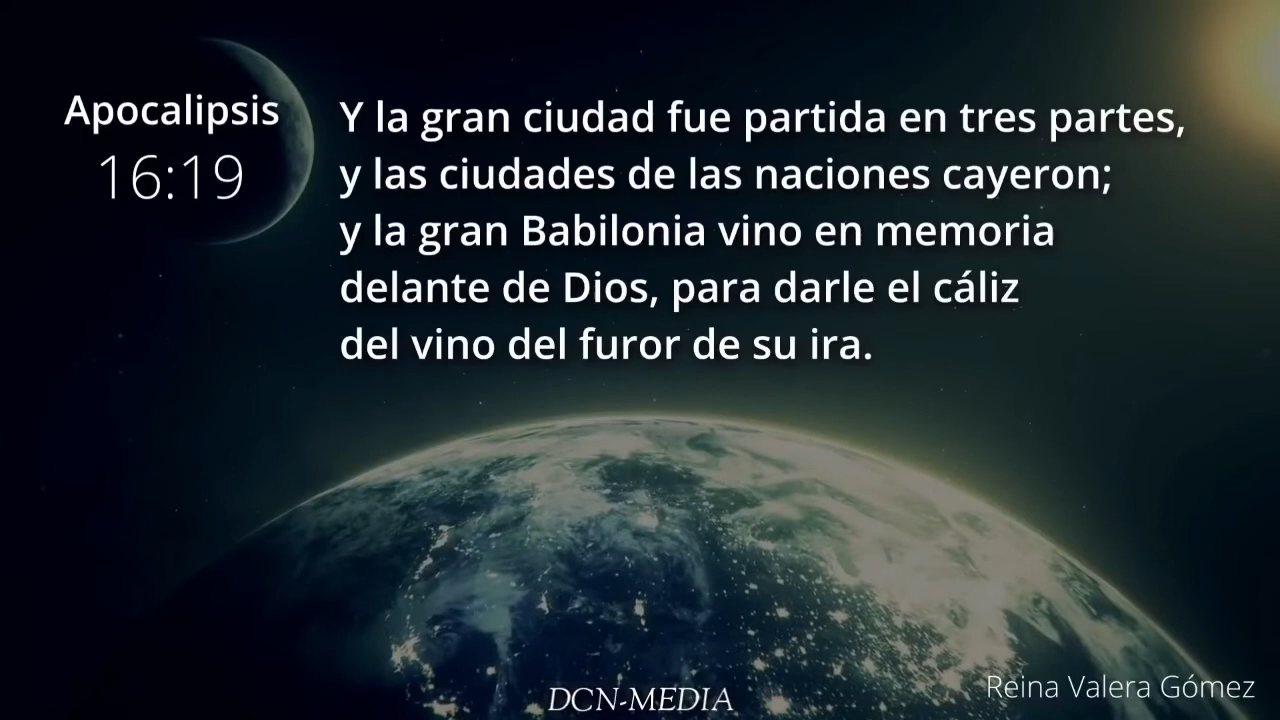 Apocalipsis
16:19
Y la gran ciudad fue partida en tres partes,
y las ciudades de las naciones cayeron;
y la gran Babilonia vino en memoria
delante de Dios, para darle el cáliz
del vino del furor de su ira.
Reina Valera Gómez
DCN-MEDIA